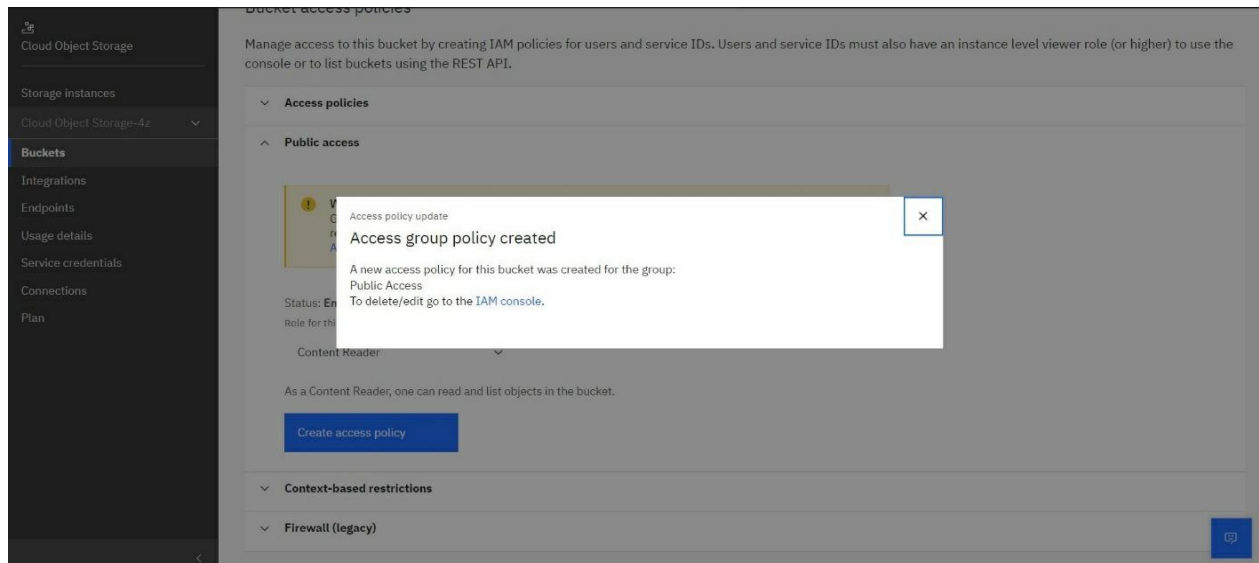 Bucket access policies
Cloud Object Storage
Manage access to this bucket by creating IAM policies for users and service IDs. Users and service IDs must also have an instance level viewer role (or higher) to use the
console or to list buckets using the REST API.
Storage instances
Cloud Object Storage-4z
Buckets
Integrations
Endpoints
Usage details
Service credentials
Connections
Plan
Access policies
Public access
Access policy update
Access group policy created
A new access policy for this bucket was created for the group:
Public Access
To delete/edit go to the IAM console.
Status:
Role for
Content Reader
As a Content Reader, one can read and list objects in the bucket.
Create access policy
Context-based restrictions
Firewall (legacy)